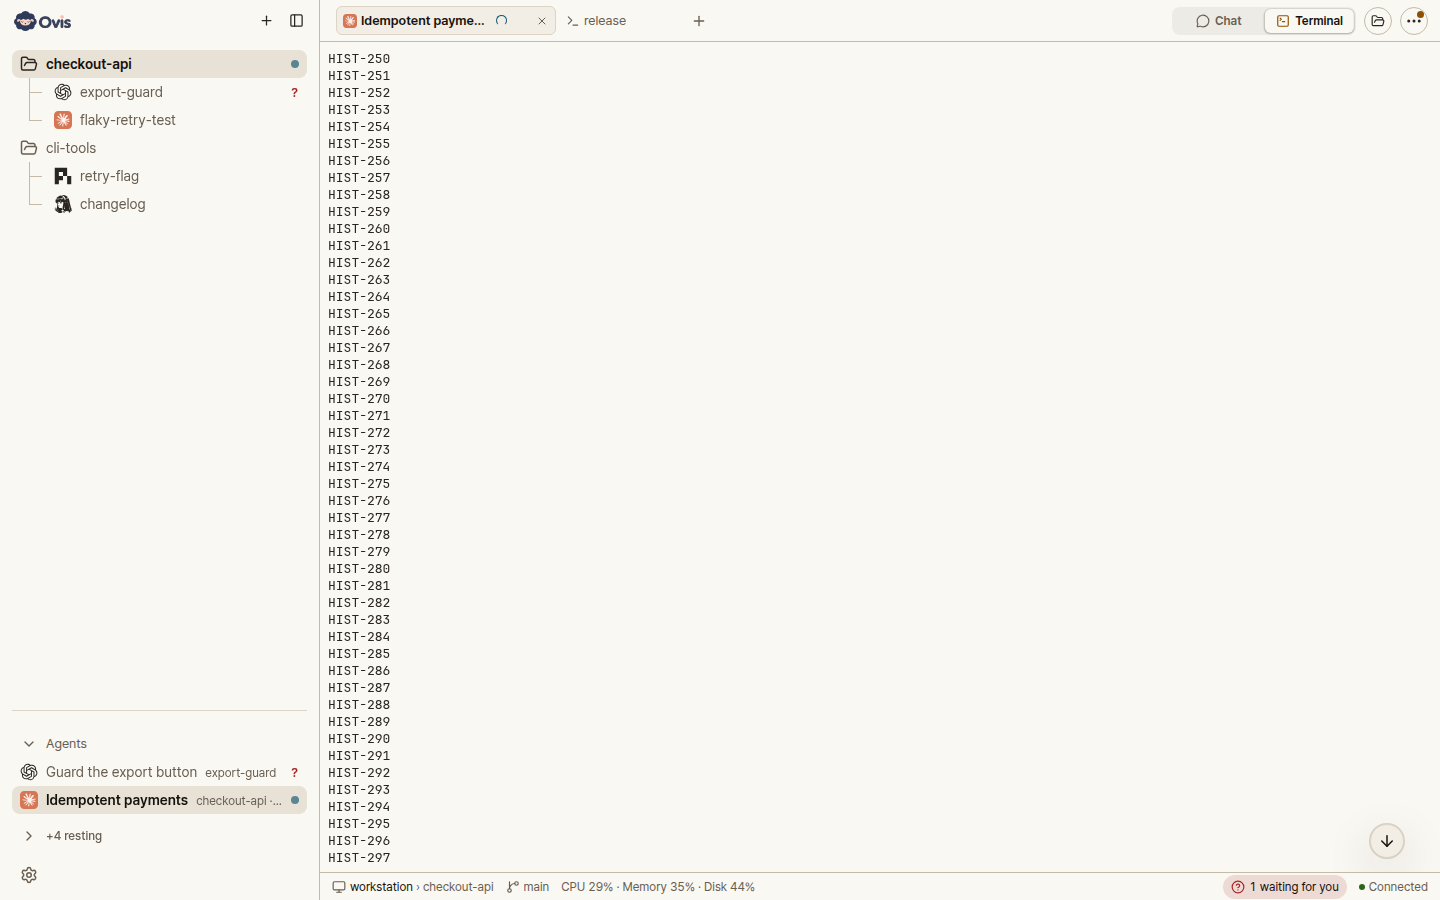 Ovis
checkout-api
export-guard ?
flaky-retry-test
cli-tools
retry-flag
changelog
Agents
Guard the export button export-guard ?
Idempotent payments checkout-api ·...
+4 resting
Idempotent payme...
release
Chat
Terminal
HIST-250
HIST-251
HIST-252
HIST-253
HIST-254
HIST-255
HIST-256
HIST-257
HIST-258
HIST-259
HIST-260
HIST-261
HIST-262
HIST-263
HIST-264
HIST-265
HIST-266
HIST-267
HIST-268
HIST-269
HIST-270
HIST-271
HIST-272
HIST-273
HIST-274
HIST-275
HIST-276
HIST-277
HIST-278
HIST-279
HIST-280
HIST-281
HIST-282
HIST-283
HIST-284
HIST-285
HIST-286
HIST-287
HIST-288
HIST-289
HIST-290
HIST-291
HIST-292
HIST-293
HIST-294
HIST-295
HIST-296
HIST-297
workstation › checkout-api main CPU 29% · Memory 35% · Disk 44%
1 waiting for you
Connected